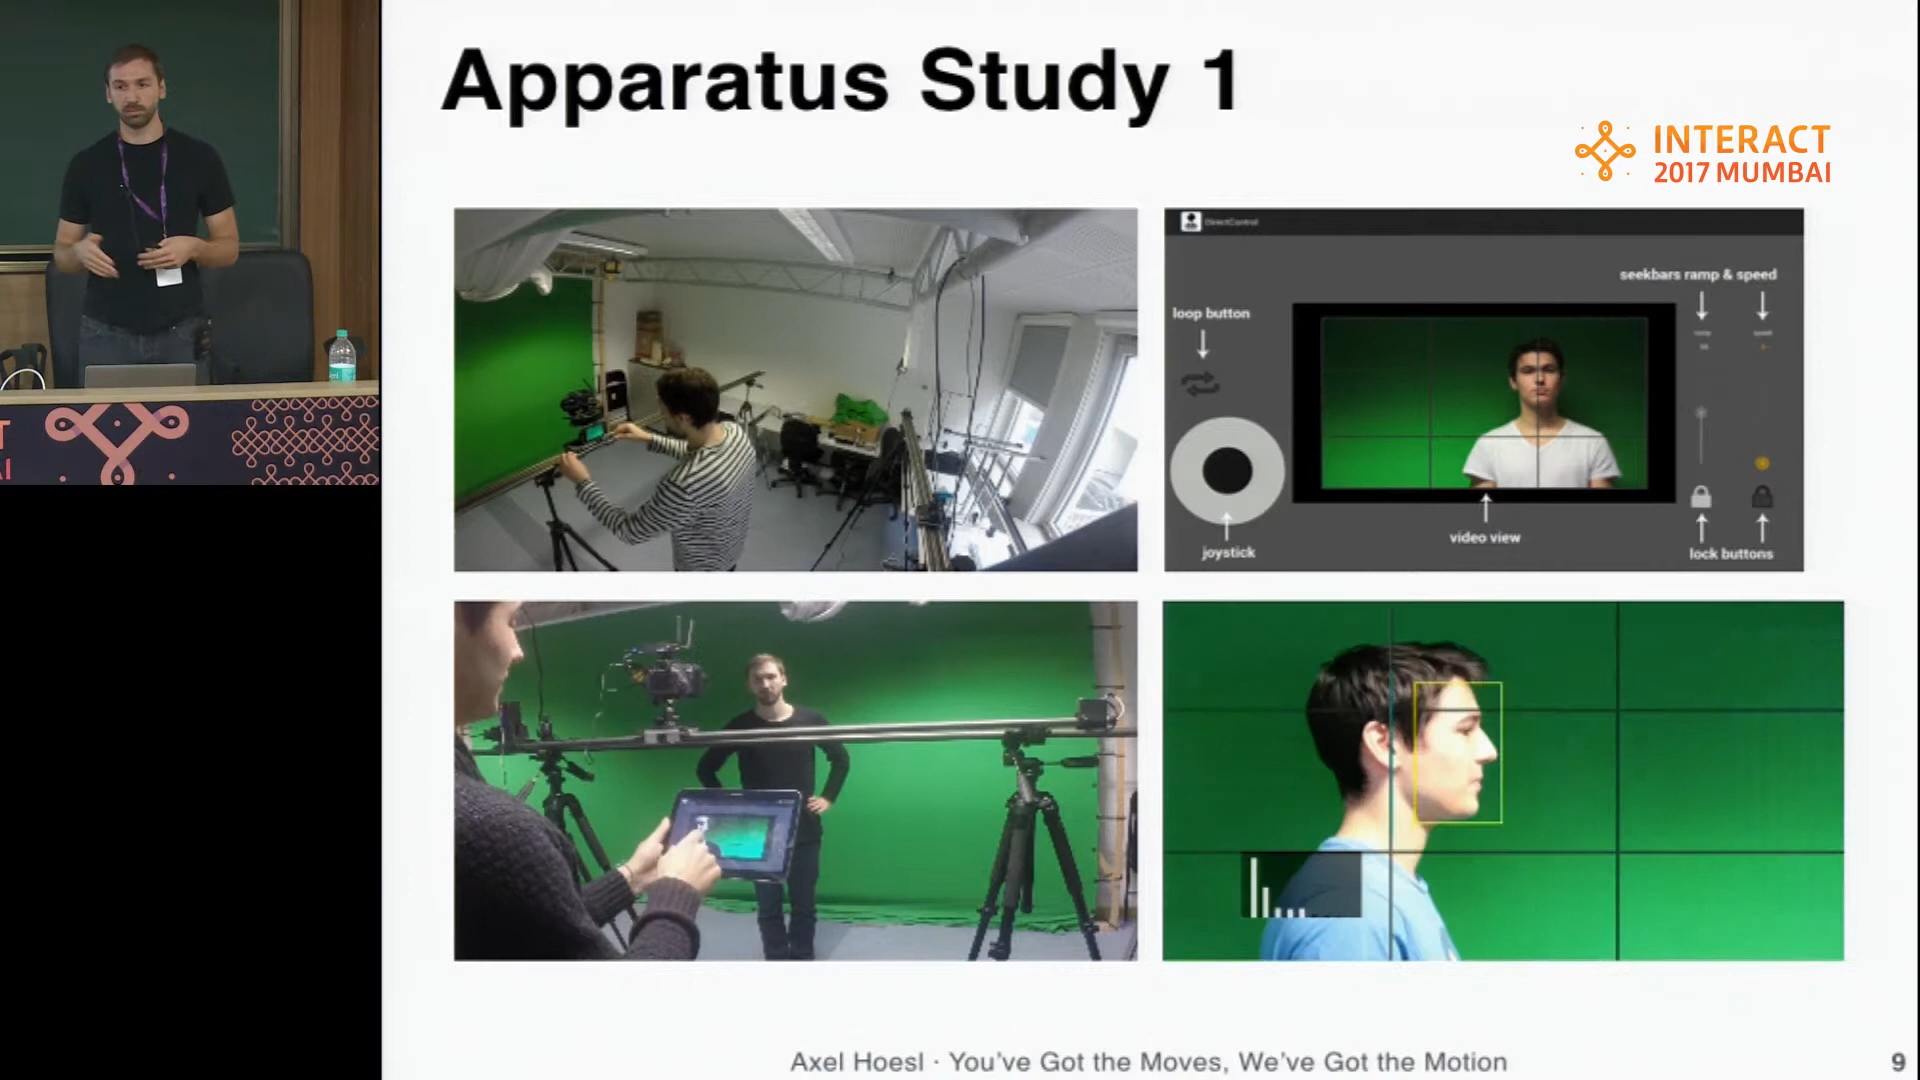 Apparatus Study 1
INTERACT
2017 MUMBAI
DirectControl
seekbars ramp & speed
loop button
joystick
video view
lock buttons
Axel Hoesl · You've Got the Moves, We've Got the Motion
9